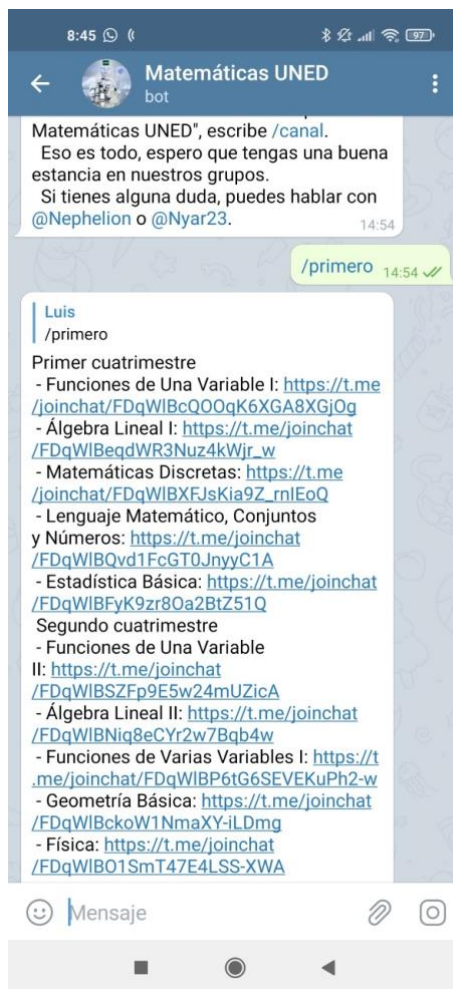 8:45
97
Matemáticas UNED
bot
Matemáticas UNED", escribe /canal.
Eso es todo, espero que tengas una buena
estancia en nuestros grupos.
Si tienes alguna duda, puedes hablar con
@Nephelion o @Nyar23.
14:54
/primero 14:54
Luis
/primero
Primer cuatrimestre
- Funciones de Una Variable I: https://t.me
/joinchat/FDqWlBcQOOqK6XGA8XGjOg
- Álgebra Lineal I: https://t.me/joinchat
/FDqWlBeqdWR3Nuz4kWjr_w
- Matemáticas Discretas: https://t.me
/joinchat/FDqWlBXFJsKia9Z_rnIEoQ
- Lenguaje Matemático, Conjuntos
y Números: https://t.me/joinchat
/FDqWlBQvd1FcGT0JnyyC1A
- Estadística Básica: https://t.me/joinchat
/FDqWlBFyK9zr8Oa2BtZ51Q
Segundo cuatrimestre
- Funciones de Una Variable
II: https://t.me/joinchat
/FDqWlBSZFp9E5w24mUZicA
- Álgebra Lineal II: https://t.me/joinchat
/FDqWlBNiq8eCYr2w7Bqb4w
- Funciones de Varias Variables I: https://t
.me/joinchat/FDqWlBP6tG6SEVEKuPh2-w
- Geometría Básica: https://t.me/joinchat
/FDqWlBckoW1NmaXY-iLDmg
- Física: https://t.me/joinchat
/FDqWlBO1SmT47E4LSS-XWA
Mensaje